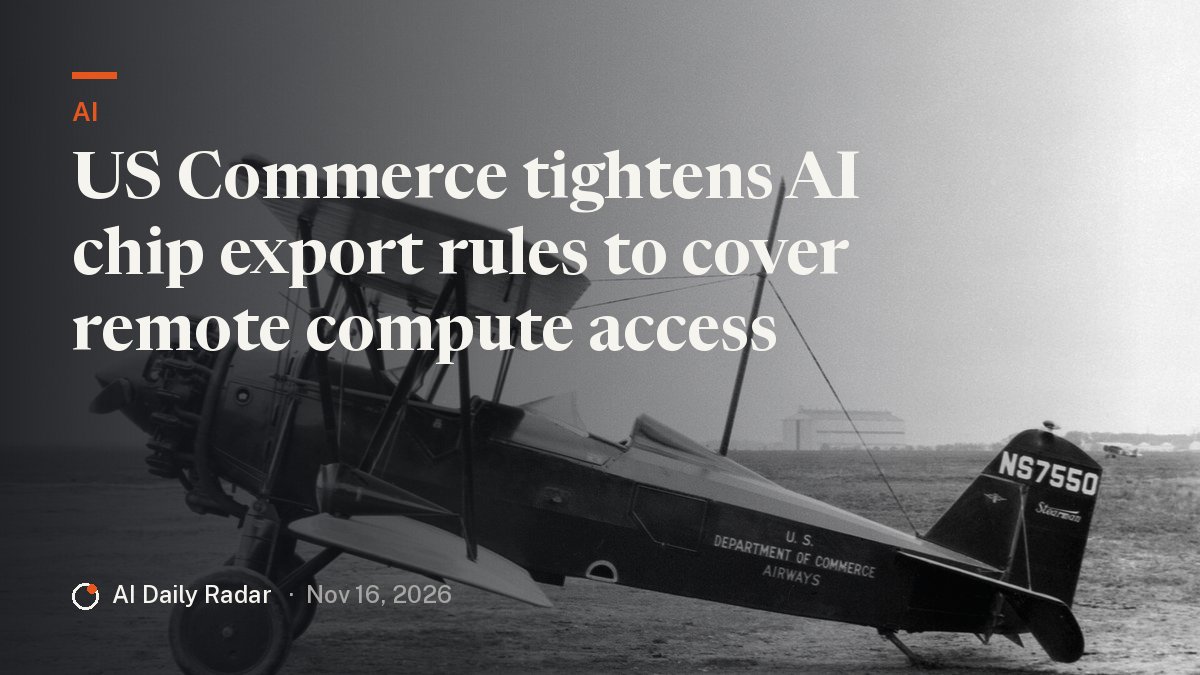 AI
US Commerce tightens AI
chip export rules to cover
remote compute access
NS7550
Stearman
U. S.
DEPARTMENT OF COMMERCE
AIRWAYS
AI Daily Radar · Nov 16, 2026